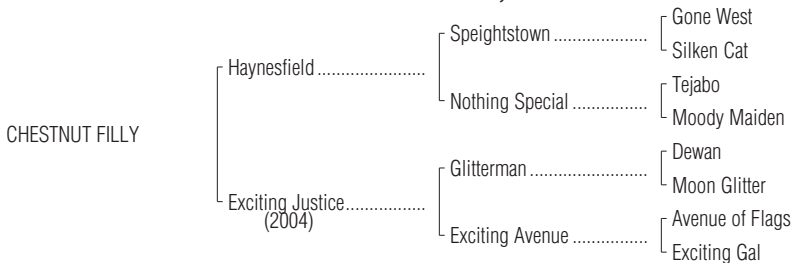 Gone West
Speightstown ....................
Silken Cat
Haynesfield .......................
Tejabo
Nothing Special ................
Moody Maiden
CHESTNUT FILLY
Dewan
Glitterman .........................
Moon Glitter
Exciting Justice.................
(2004)
Avenue of Flags
Exciting Avenue ................
Exciting Gal